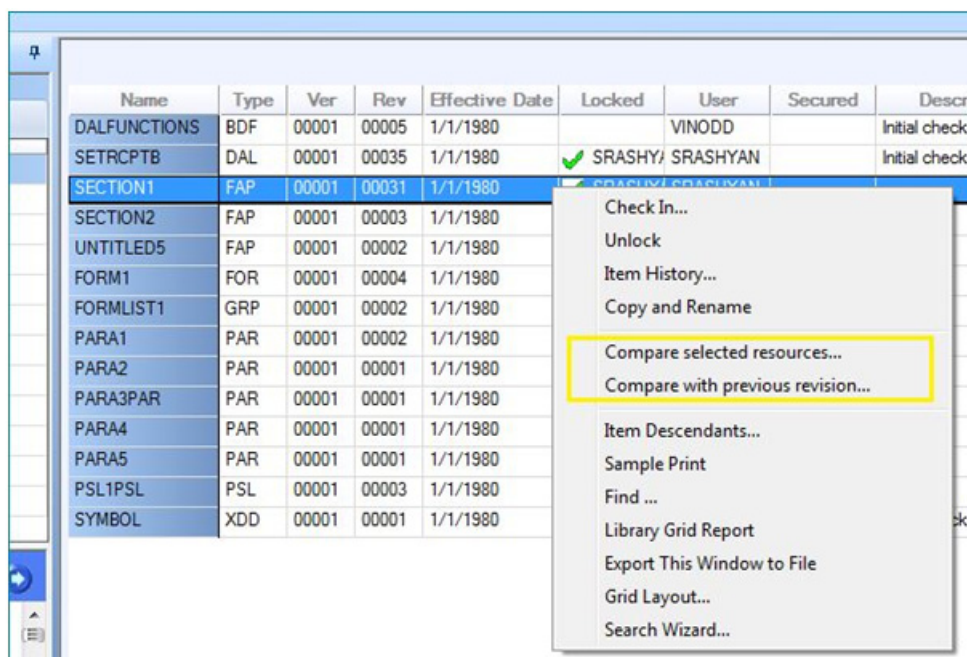 Name Type Ver Rev Effective Date Locked User Secured Descr
DALFUNCTIONS BDF 00001 00005 1/1/1980 VINODD Initial check
SETRCPTB DAL 00001 00035 1/1/1980 SRASHYA SRASHYAN Initial check
SECTION1 FAP 00001 00031 1/1/1980 SRASHYA SRASHYAN
SECTION2 FAP 00001 00003 1/1/1980
UNTITLED5 FAP 00001 00002 1/1/1980
FORM1 FOR 00001 00004 1/1/1980
FORMLIST1 GRP 00001 00002 1/1/1980
PARA1 PAR 00001 00002 1/1/1980
PARA2 PAR 00001 00001 1/1/1980
PARA3PAR PAR 00001 00001 1/1/1980
PARA4 PAR 00001 00001 1/1/1980
PARA5 PAR 00001 00001 1/1/1980
PSL1PSL PSL 00001 00003 1/1/1980
SYMBOL XDD 00001 00001 1/1/1980
Check In...
Unlock
Item History...
Copy and Rename
Compare selected resources...
Compare with previous revision...
Item Descendants...
Sample Print
Find ...
Library Grid Report
Export This Window to File
Grid Layout...
Search Wizard...